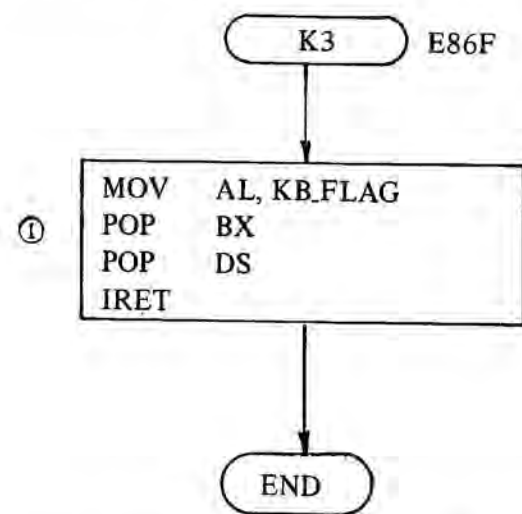 K3 E86F
MOV AL, KB_FLAG
① POP BX
POP DS
IRET
END